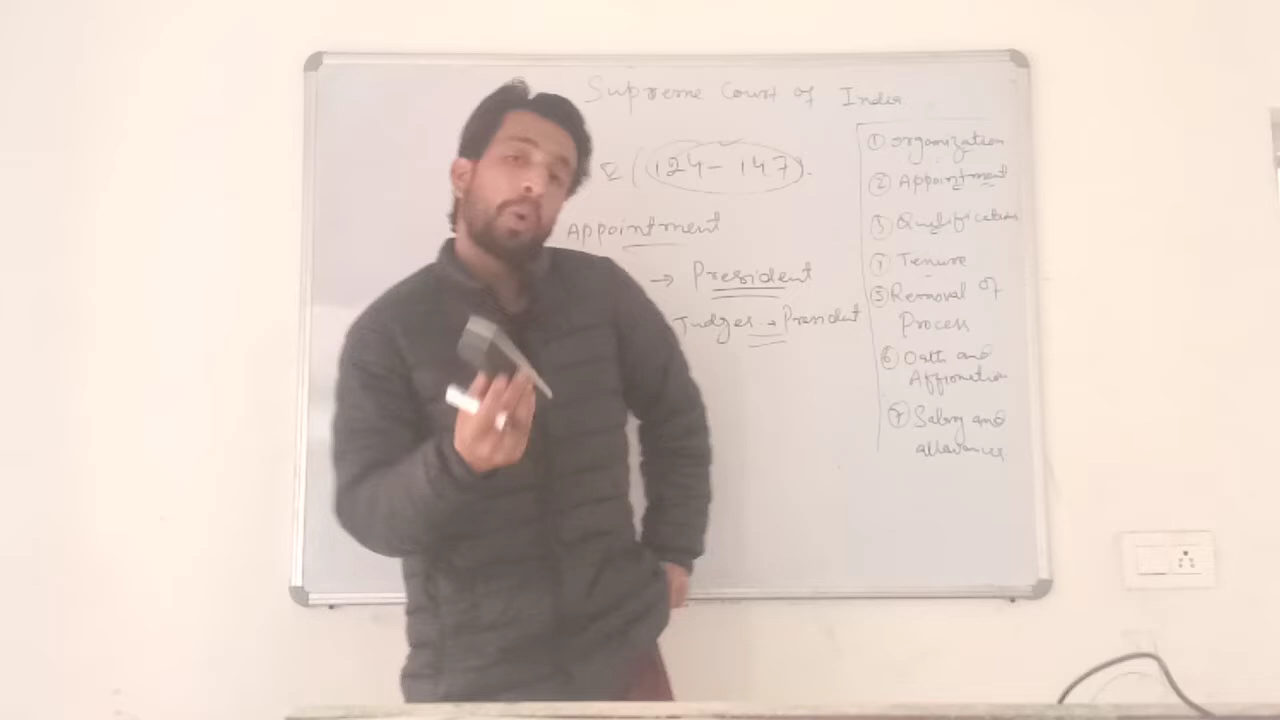 Supreme Court of India
(124 - 147).
Appointment
→ President
Judges → President
① Organization
② Appointment
③ Qualification
④ Tenure
⑤ Removal of
Process
⑥ Oath and
Affirmation
⑦ Salary and
allowances